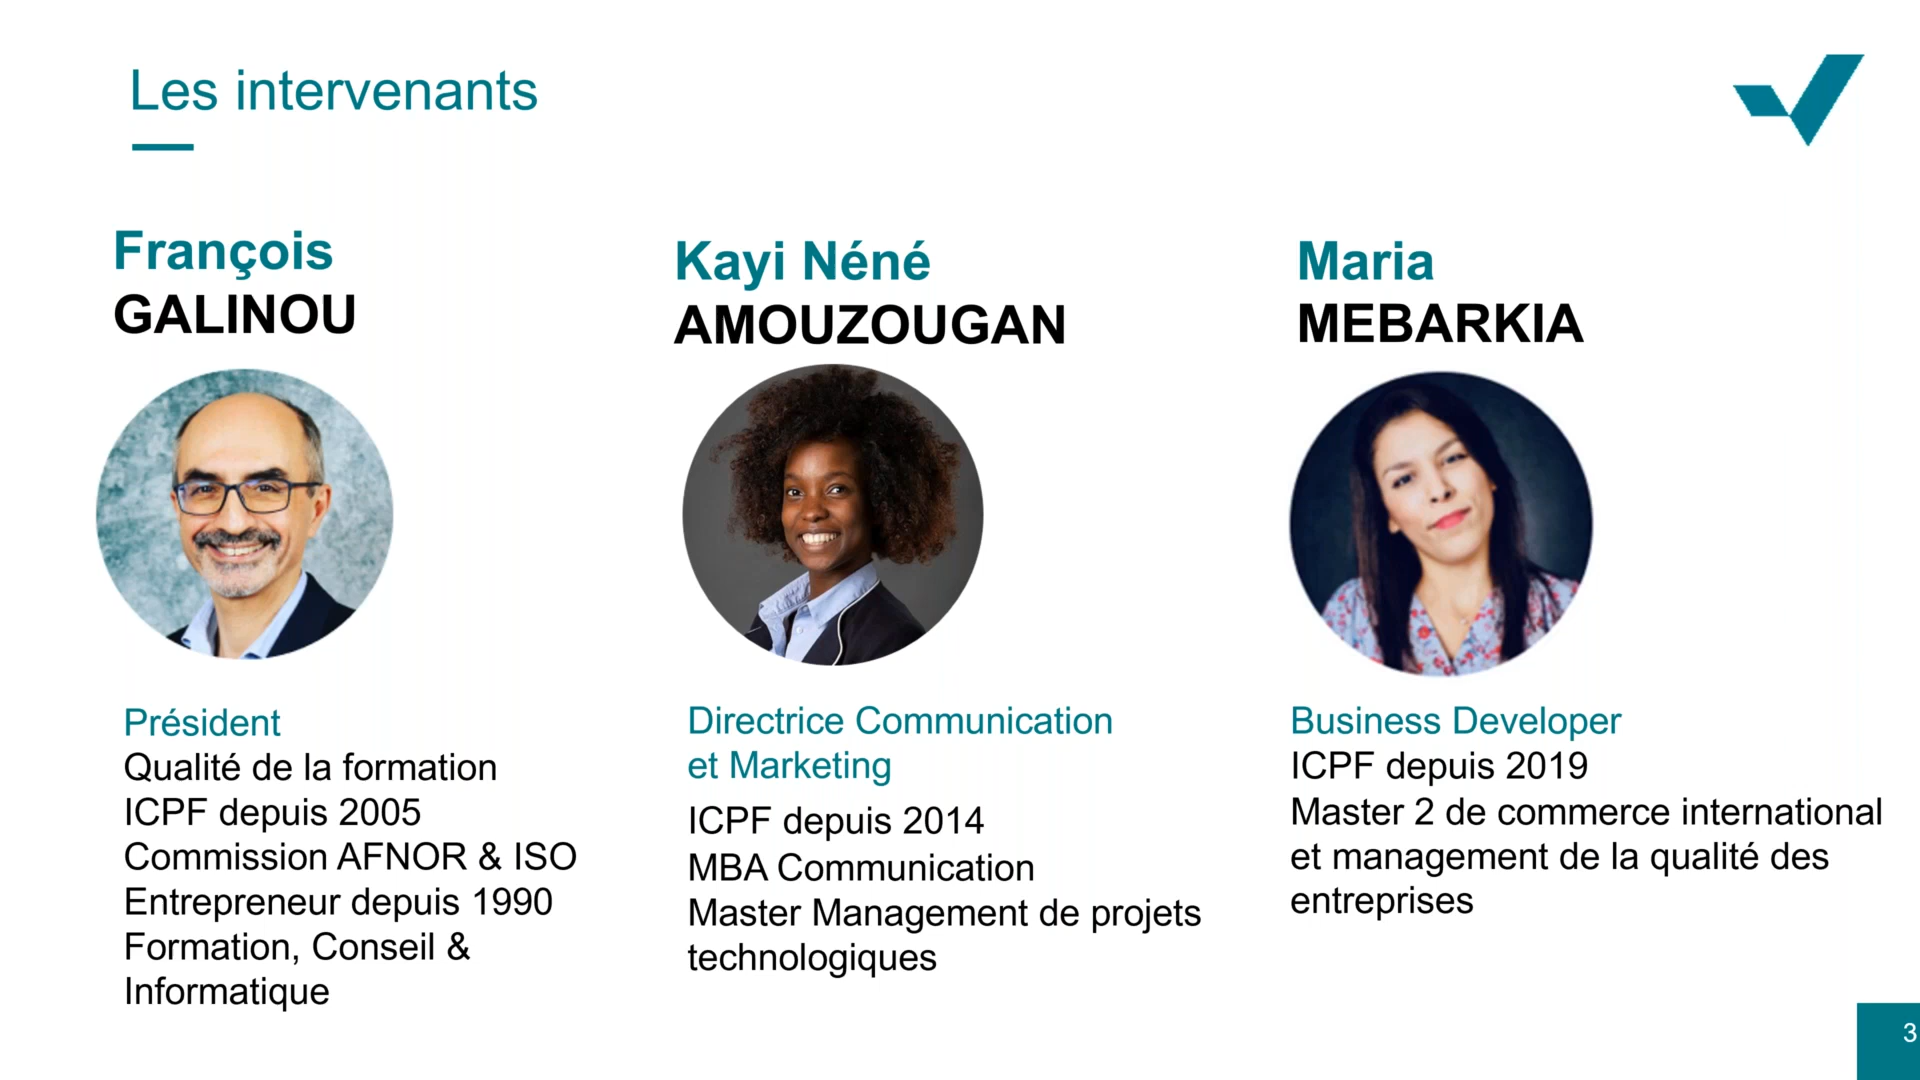 Les intervenants
François
GALINOU
Président
Qualité de la formation
ICPF depuis 2005
Commission AFNOR & ISO
Entrepreneur depuis 1990
Formation, Conseil &
Informatique
Kayi Néné
AMOUZOUGAN
Directrice Communication
et Marketing
ICPF depuis 2014
MBA Communication
Master Management de projets
technologiques
Maria
MEBARKIA
Business Developer
ICPF depuis 2019
Master 2 de commerce international
et management de la qualité des
entreprises
3